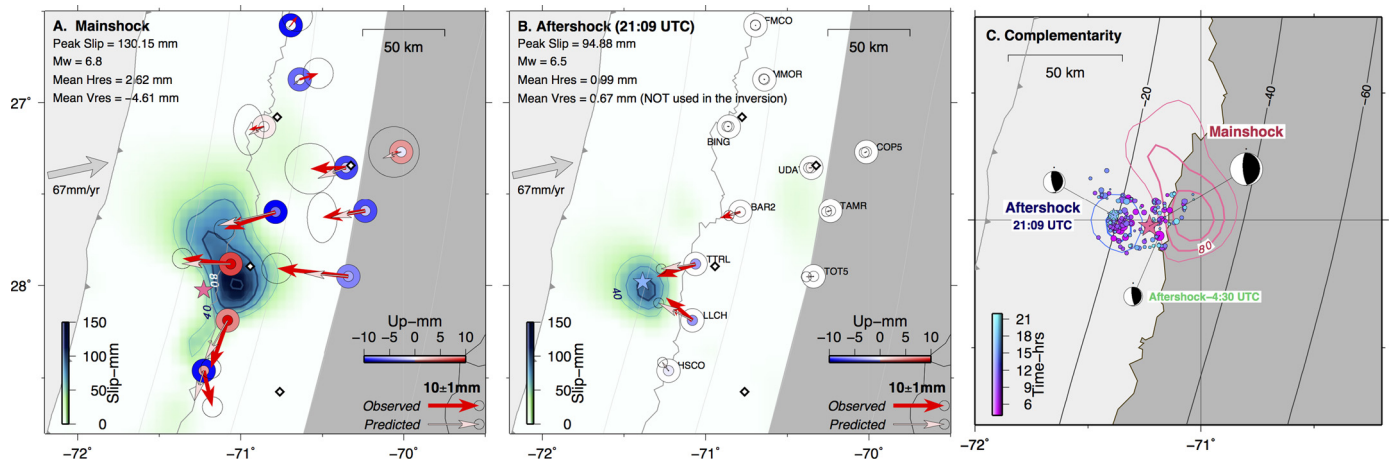 A. Mainshock
Peak Slip = 130.15 mm
Mw = 6.8
Mean Hres = 2.62 mm
Mean Vres = −4.61 mm
50 km
27°
28°
67mm/yr
80
40
150
100
50
0
Slip−mm
Up−mm
−10 −5 0 5 10
10±1mm
Observed
Predicted
−72° −71° −70°
B. Aftershock (21:09 UTC)
Peak Slip = 94.88 mm
Mw = 6.5
Mean Hres = 0.99 mm
Mean Vres = 0.67 mm (NOT used in the inversion)
50 km
EMCO
MMOR
BING
COP5
UDA
BAR2
TAMR
TTRL
TOT5
LLCH
HSCO
67mm/yr
40
150
100
50
0
Slip−mm
Up−mm
−10 −5 0 5 10
10±1mm
Observed
Predicted
−72° −71° −70°
C. Complementarity
50 km
−20
−40
−60
Mainshock
Aftershock
21:09 UTC
80
Aftershock−4:30 UTC
21
18
15
12
9
6
Time−hrs
−72° −71°